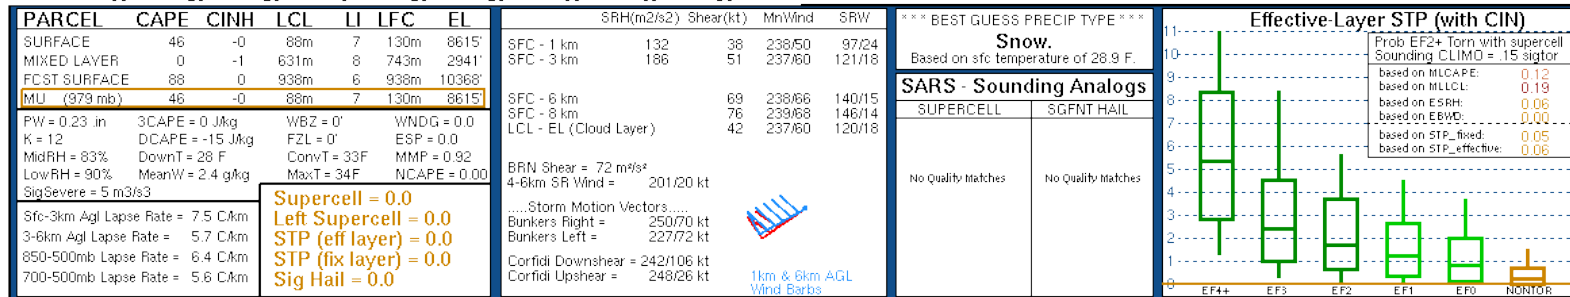 PARCEL CAPE CINH LCL LI LFC EL
SURFACE 46 -0 88m 7 130m 8615'
MIXED LAYER 0 -1 631m 8 743m 2941'
FCST SURFACE 88 0 938m 6 938m 10368'
MU (979 mb) 46 -0 88m 7 130m 8615'
PW = 0.23 .in 3CAPE = 0 J/kg WBZ = 0' WNDG = 0.0
K = 12 DCAPE = -15 J/kg FZL = 0' ESP = 0.0
MidRH = 83% DownT = 28 F ConvT = 33F MMP = 0.92
LowRH = 90% MeanW = 2.4 g/kg MaxT = 34F NCAPE = 0.00
SigSevere = 5 m3/s3
Sfc-3km Agl Lapse Rate = 7.5 C/km
3-6km Agl Lapse Rate = 5.7 C/km
850-500mb Lapse Rate = 6.4 C/km
700-500mb Lapse Rate = 5.6 C/km
Supercell = 0.0
Left Supercell = 0.0
STP (eff layer) = 0.0
STP (fix layer) = 0.0
Sig Hail = 0.0
SRH(m2/s2) Shear(kt) MnWind SRW
SFC - 1 km 132 38 238/50 97/24
SFC - 3 km 186 51 237/60 121/18
SFC - 6 km 69 238/66 140/15
SFC - 8 km 76 239/68 146/14
LCL - EL (Cloud Layer) 42 237/60 120/18
BRN Shear = 72 m²/s²
4-6km SR Wind = 201/20 kt
....Storm Motion Vectors.....
Bunkers Right = 250/70 kt
Bunkers Left = 227/72 kt
Corfidi Downshear = 242/106 kt
Corfidi Upshear = 248/26 kt
1km & 6km AGL
Wind Barbs
* * * BEST GUESS PRECIP TYPE * * *
Snow.
Based on sfc temperature of 28.9 F.
SARS - Sounding Analogs
SUPERCELL SGFNT HAIL
No Quality Matches No Quality Matches
Effective-Layer STP (with CIN)
Prob EF2+ Torn with supercell
Sounding CLIMO = .15 sigtor
based on MLCAPE: 0.12
based on MLLCL: 0.19
based on ESRH: 0.06
based on EBWD: 0.00
based on STP_fixed: 0.05
based on STP_effective: 0.06
11
10
9
8
7
6
5
4
3
2
1
0
EF4+ EF3 EF2 EF1 EF0 NONTOR